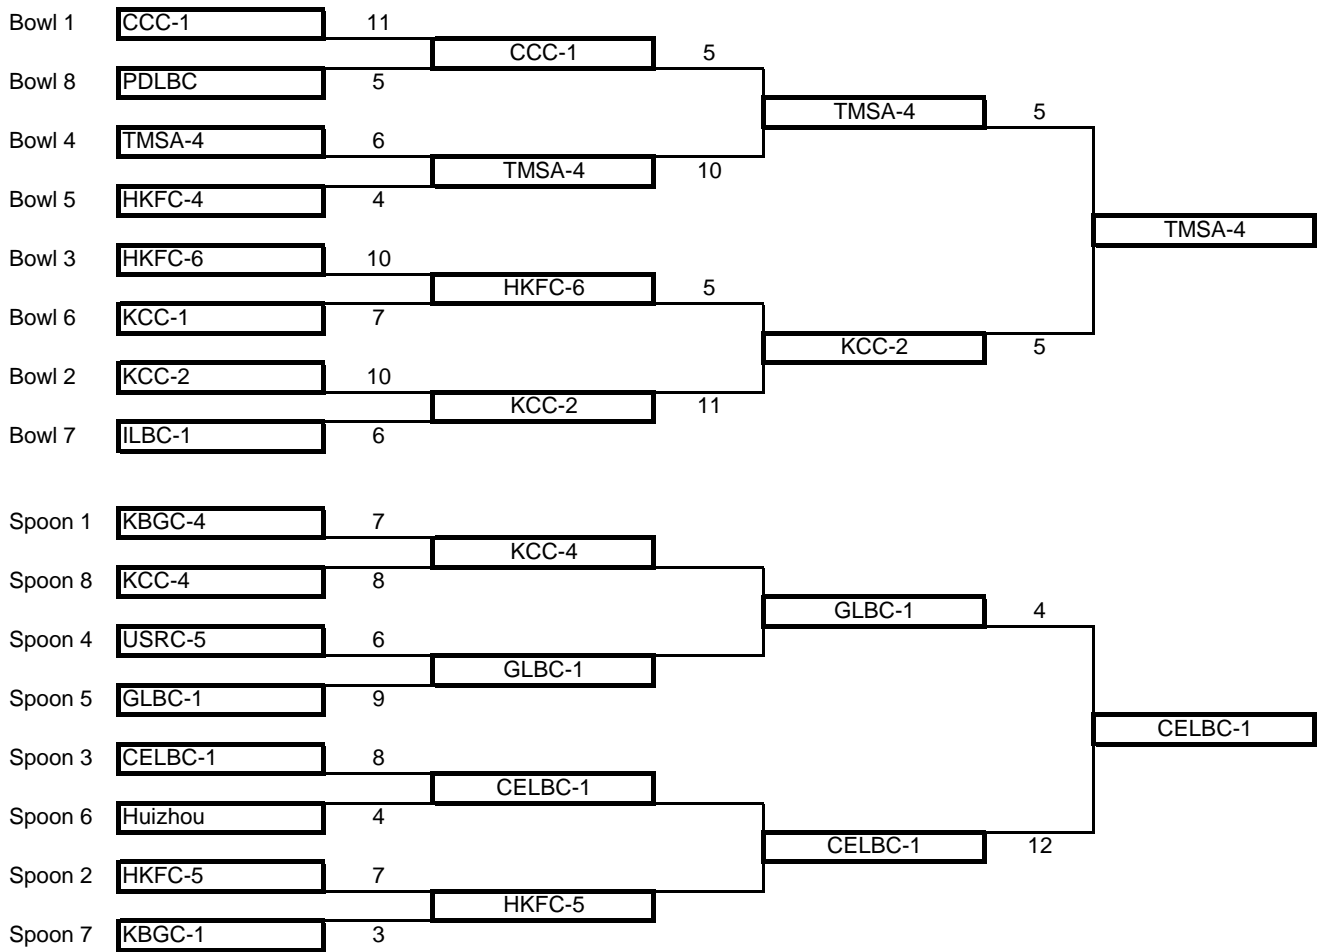 Bowl 1 CCC-1 11
CCC-1 5
Bowl 8 PDLBC 5
TMSA-4 5
Bowl 4 TMSA-4 6
TMSA-4 10
Bowl 5 HKFC-4 4
TMSA-4
Bowl 3 HKFC-6 10
HKFC-6 5
Bowl 6 KCC-1 7
KCC-2 5
Bowl 2 KCC-2 10
KCC-2 11
Bowl 7 ILBC-1 6
Spoon 1 KBGC-4 7
KCC-4
Spoon 8 KCC-4 8
GLBC-1 4
Spoon 4 USRC-5 6
GLBC-1
Spoon 5 GLBC-1 9
CELBC-1
Spoon 3 CELBC-1 8
CELBC-1
Spoon 6 Huizhou 4
CELBC-1 12
Spoon 2 HKFC-5 7
HKFC-5
Spoon 7 KBGC-1 3